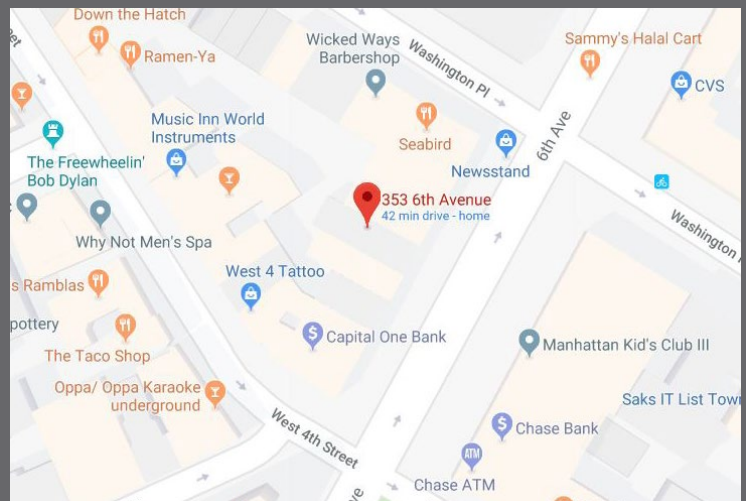 Down the Hatch
Ramen-Ya
Wicked Ways
Barbershop
Washington Pl
Sammy's Halal Cart
CVS
Music Inn World
Instruments
Seabird
6th Ave
Newsstand
The Freewheelin'
Bob Dylan
353 6th Avenue
42 min drive - home
Why Not Men's Spa
Washington
West 4 Tattoo
s Ramblas
pottery
Capital One Bank
The Taco Shop
Manhattan Kid's Club III
Oppa/ Oppa Karaoke
underground
Saks IT List Town
West 4th Street
$ Chase Bank
ATM
Chase ATM